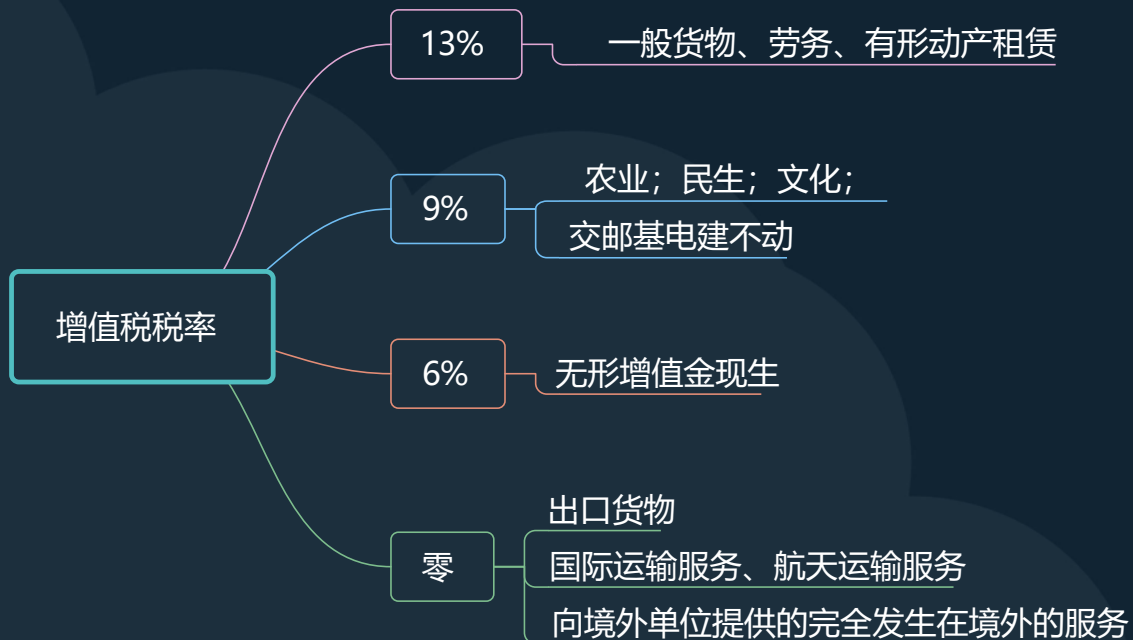 13%
一般货物、劳务、有形动产租赁
9%
农业；民生；文化；
交邮基电建不动
增值税税率
6%
无形增值金现生
零
出口货物
国际运输服务、航天运输服务
向境外单位提供的完全发生在境外的服务